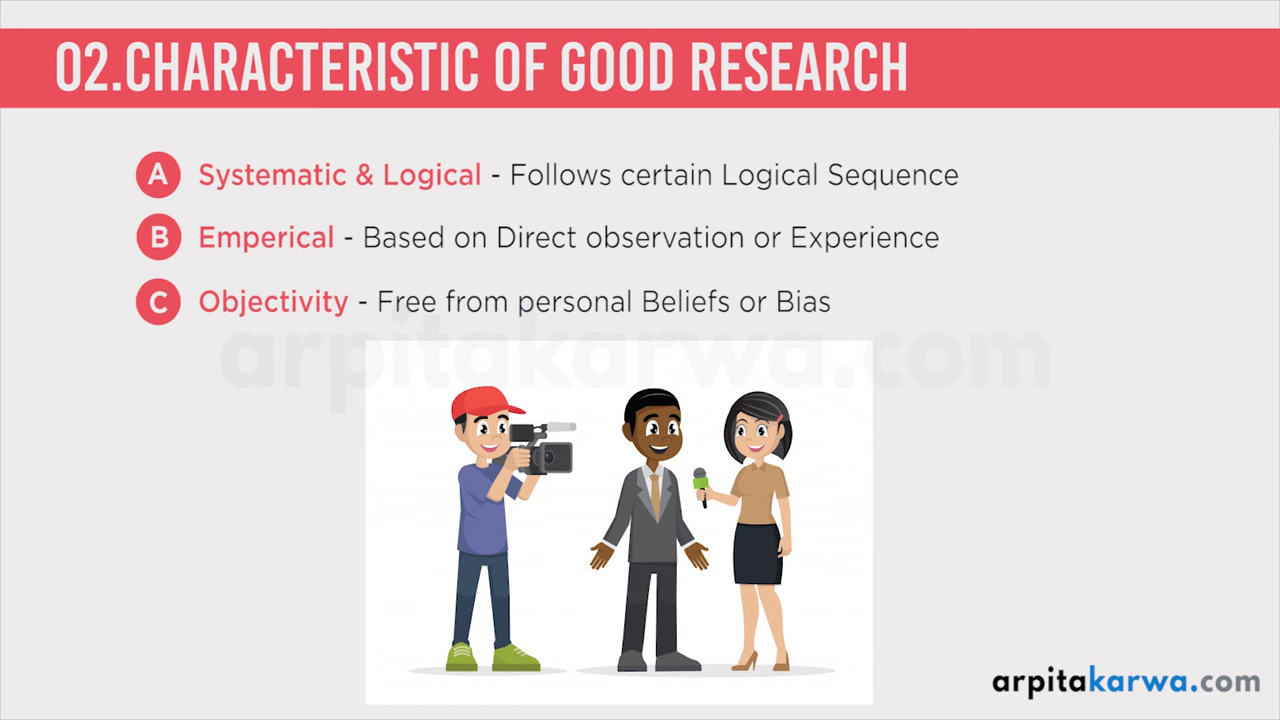 02.CHARACTERISTIC OF GOOD RESEARCH
A Systematic & Logical - Follows certain Logical Sequence
B Emperical - Based on Direct observation or Experience
C Objectivity - Free from personal Beliefs or Bias
arpitakarwa.com
arpitakarwa.com